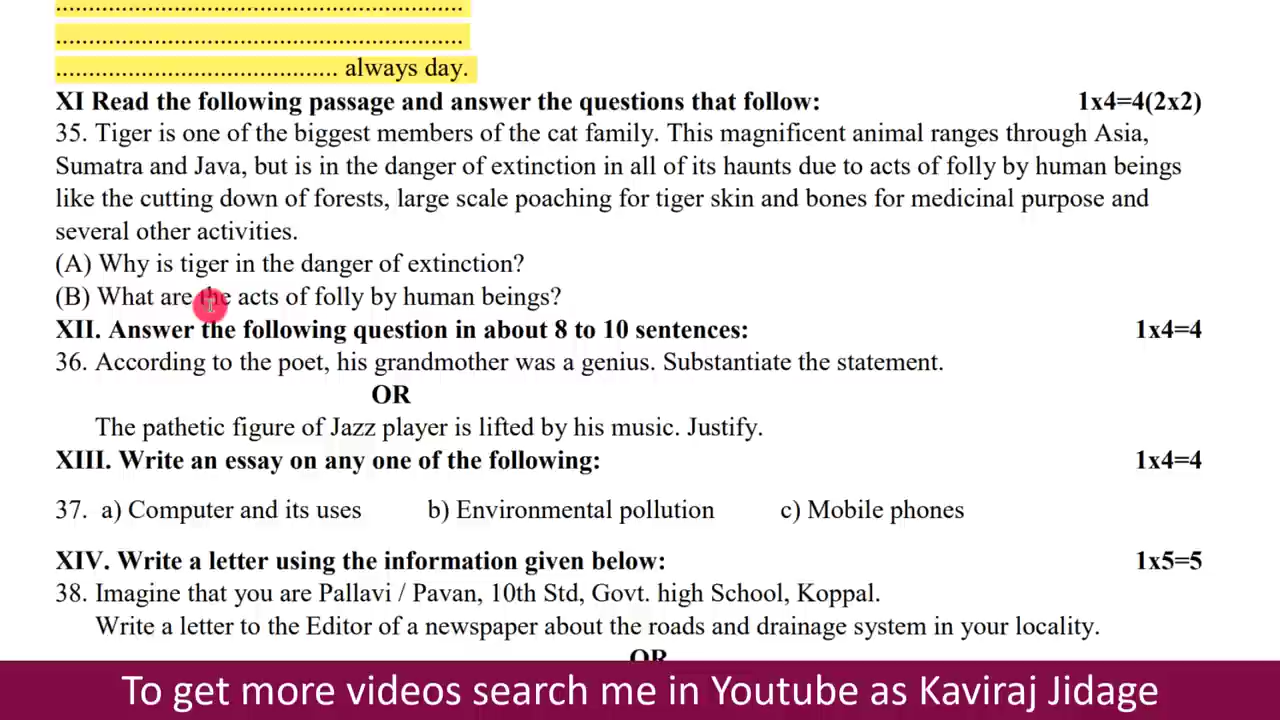 ......................................................................
......................................................................
.......................................... always day.
XI Read the following passage and answer the questions that follow: 1x4=4(2x2)
35. Tiger is one of the biggest members of the cat family. This magnificent animal ranges through Asia,
Sumatra and Java, but is in the danger of extinction in all of its haunts due to acts of folly by human beings
like the cutting down of forests, large scale poaching for tiger skin and bones for medicinal purpose and
several other activities.
(A) Why is tiger in the danger of extinction?
(B) What are the acts of folly by human beings?
XII. Answer the following question in about 8 to 10 sentences: 1x4=4
36. According to the poet, his grandmother was a genius. Substantiate the statement.
OR
The pathetic figure of Jazz player is lifted by his music. Justify.
XIII. Write an essay on any one of the following: 1x4=4
37. a) Computer and its uses b) Environmental pollution c) Mobile phones
XIV. Write a letter using the information given below: 1x5=5
38. Imagine that you are Pallavi / Pavan, 10th Std, Govt. high School, Koppal.
Write a letter to the Editor of a newspaper about the roads and drainage system in your locality.
OR
To get more videos search me in Youtube as Kaviraj Jidage